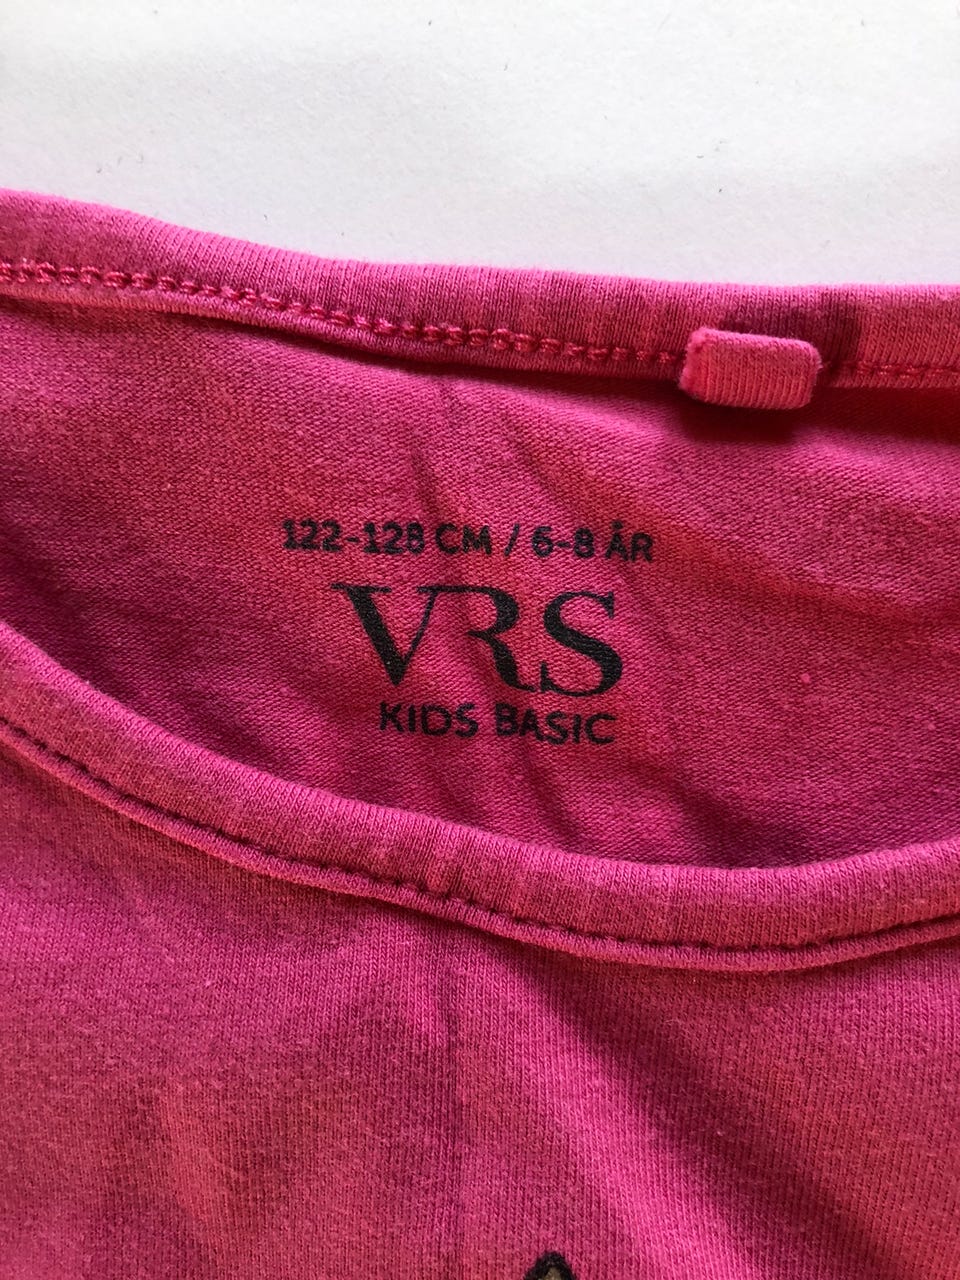 122-128 CM / 6-8 ÅR
VRS
KIDS BASIC